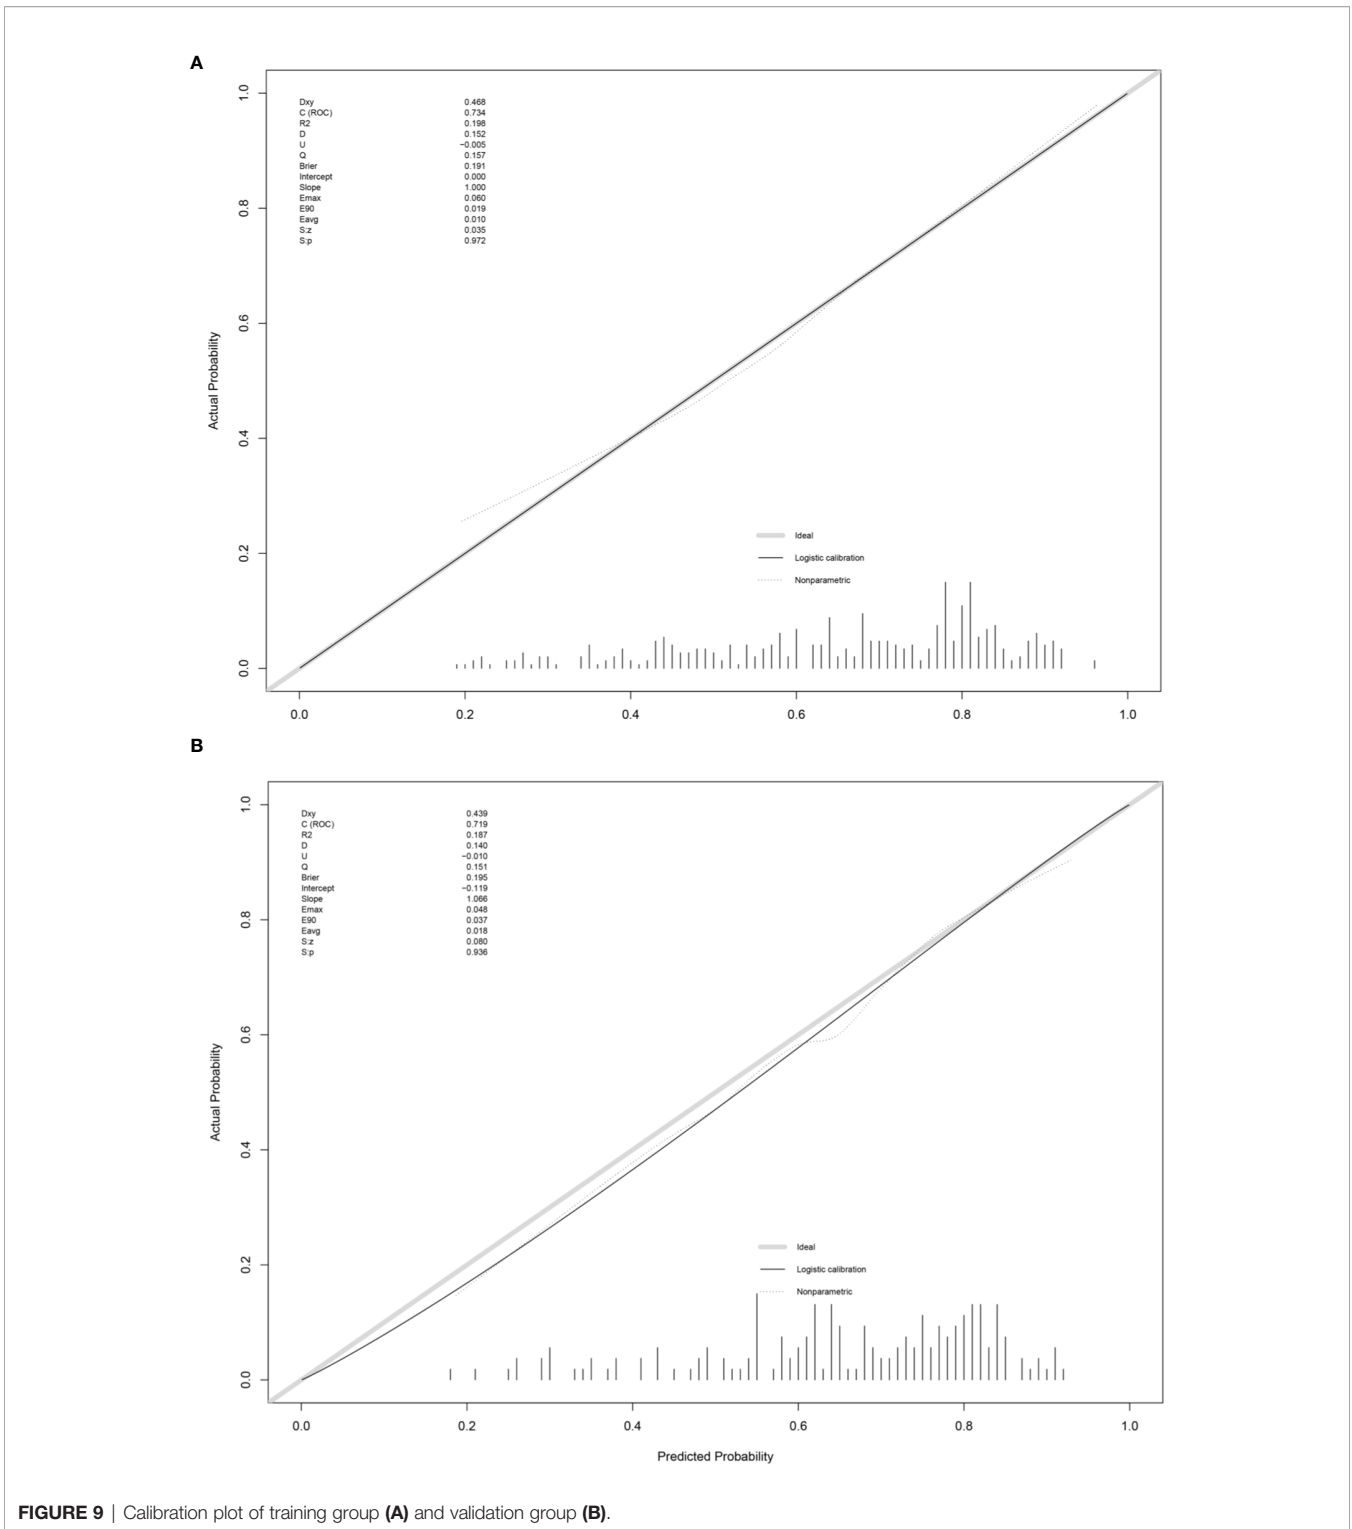 A
Dxy 0.468
C (ROC) 0.734
R2 0.198
D 0.152
U −0.005
Q 0.157
Brier 0.191
Intercept 0.000
Slope 1.000
Emax 0.060
E90 0.019
Eavg 0.010
S:z 0.035
S:p 0.972
Actual Probability
1.0
0.8
0.6
0.4
0.2
0.0
Ideal
Logistic calibration
Nonparametric
0.0 0.2 0.4 0.6 0.8 1.0
B
Dxy 0.439
C (ROC) 0.719
R2 0.187
D 0.140
U −0.010
Q 0.151
Brier 0.195
Intercept −0.119
Slope 1.066
Emax 0.048
E90 0.037
Eavg 0.018
S:z 0.080
S:p 0.936
Actual Probability
1.0
0.8
0.6
0.4
0.2
0.0
Ideal
Logistic calibration
Nonparametric
0.0 0.2 0.4 0.6 0.8 1.0
Predicted Probability
FIGURE 9 | Calibration plot of training group (A) and validation group (B).